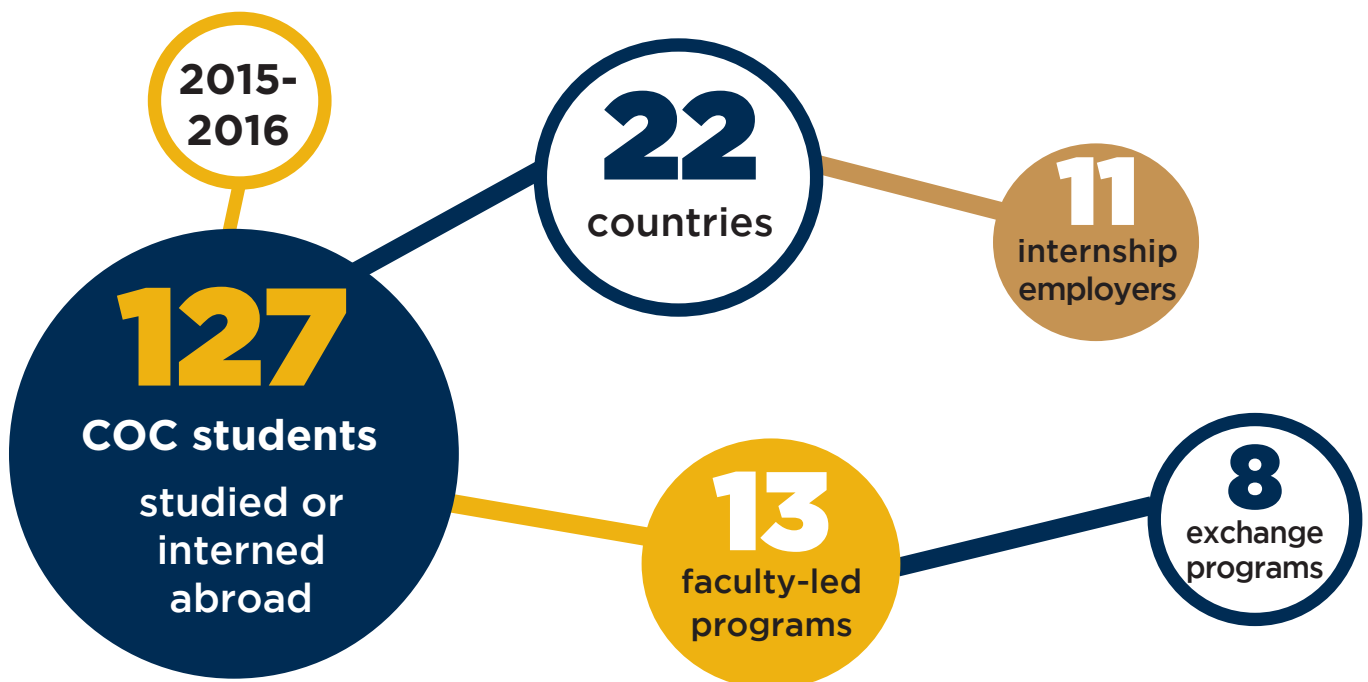 2015-
2016
127
COC students
studied or
interned
abroad
22
countries
11
internship
employers
13
faculty-led
programs
8
exchange
programs